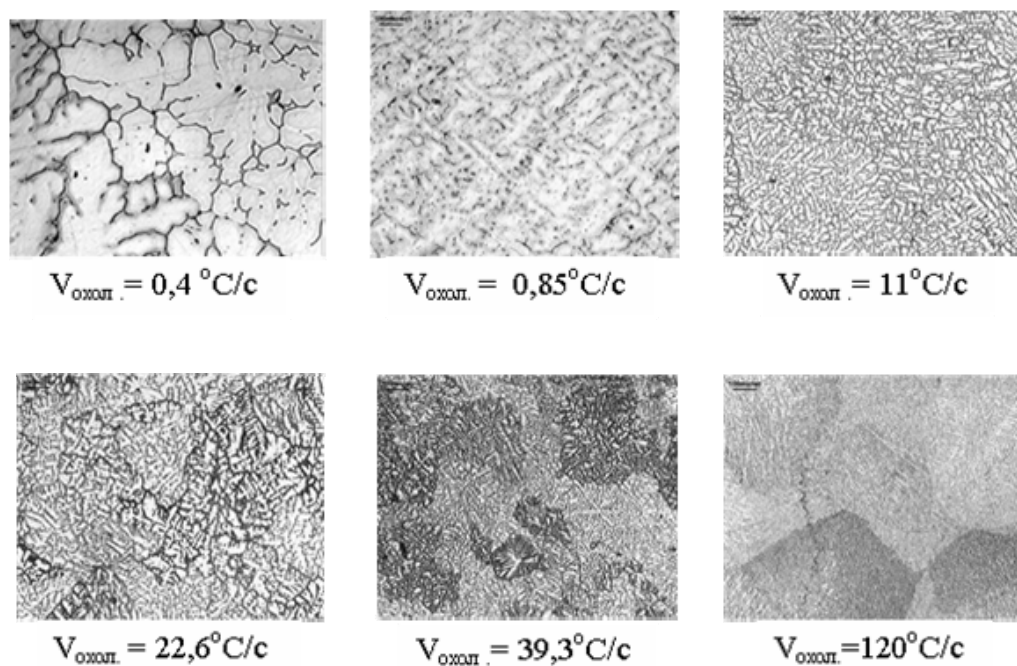 Vохол .= 0,4 °C/c
Vохол. = 0,85°C/c
Vохол .= 11°C/c
Vохол. = 22,6°C/c
Vохол .= 39,3°C/c
Vохол.=120°C/c